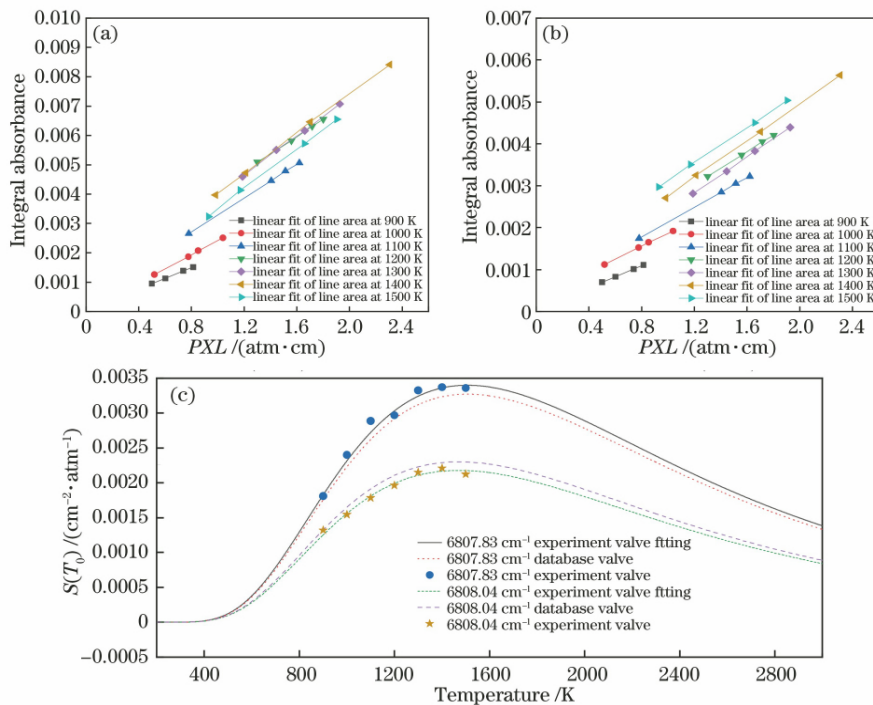 (a)
0.010
0.009
0.008
0.007
0.006
0.005
0.004
0.003
0.002
0.001
0
Integral absorbance
linear fit of line area at 900 K
linear fit of line area at 1000 K
linear fit of line area at 1100 K
linear fit of line area at 1200 K
linear fit of line area at 1300 K
linear fit of line area at 1400 K
linear fit of line area at 1500 K
0 0.4 0.8 1.2 1.6 2.0 2.4
PXL /(atm·cm)
(b)
0.007
0.006
0.005
0.004
0.003
0.002
0.001
0
Integral absorbance
linear fit of line area at 900 K
linear fit of line area at 1000 K
linear fit of line area at 1100 K
linear fit of line area at 1200 K
linear fit of line area at 1300 K
linear fit of line area at 1400 K
linear fit of line area at 1500 K
0 0.4 0.8 1.2 1.6 2.0 2.4
PXL /(atm·cm)
(c)
0.0035
0.0030
0.0025
0.0020
0.0015
0.0010
0.0005
0
−0.0005
S(T₀) /(cm⁻²·atm⁻¹)
6807.83 cm⁻¹ experiment valve ftting
6807.83 cm⁻¹ database valve
6807.83 cm⁻¹ experiment valve
6808.04 cm⁻¹ experiment valve ftting
6808.04 cm⁻¹ database valve
6808.04 cm⁻¹ experiment valve
400 800 1200 1600 2000 2400 2800
Temperature /K